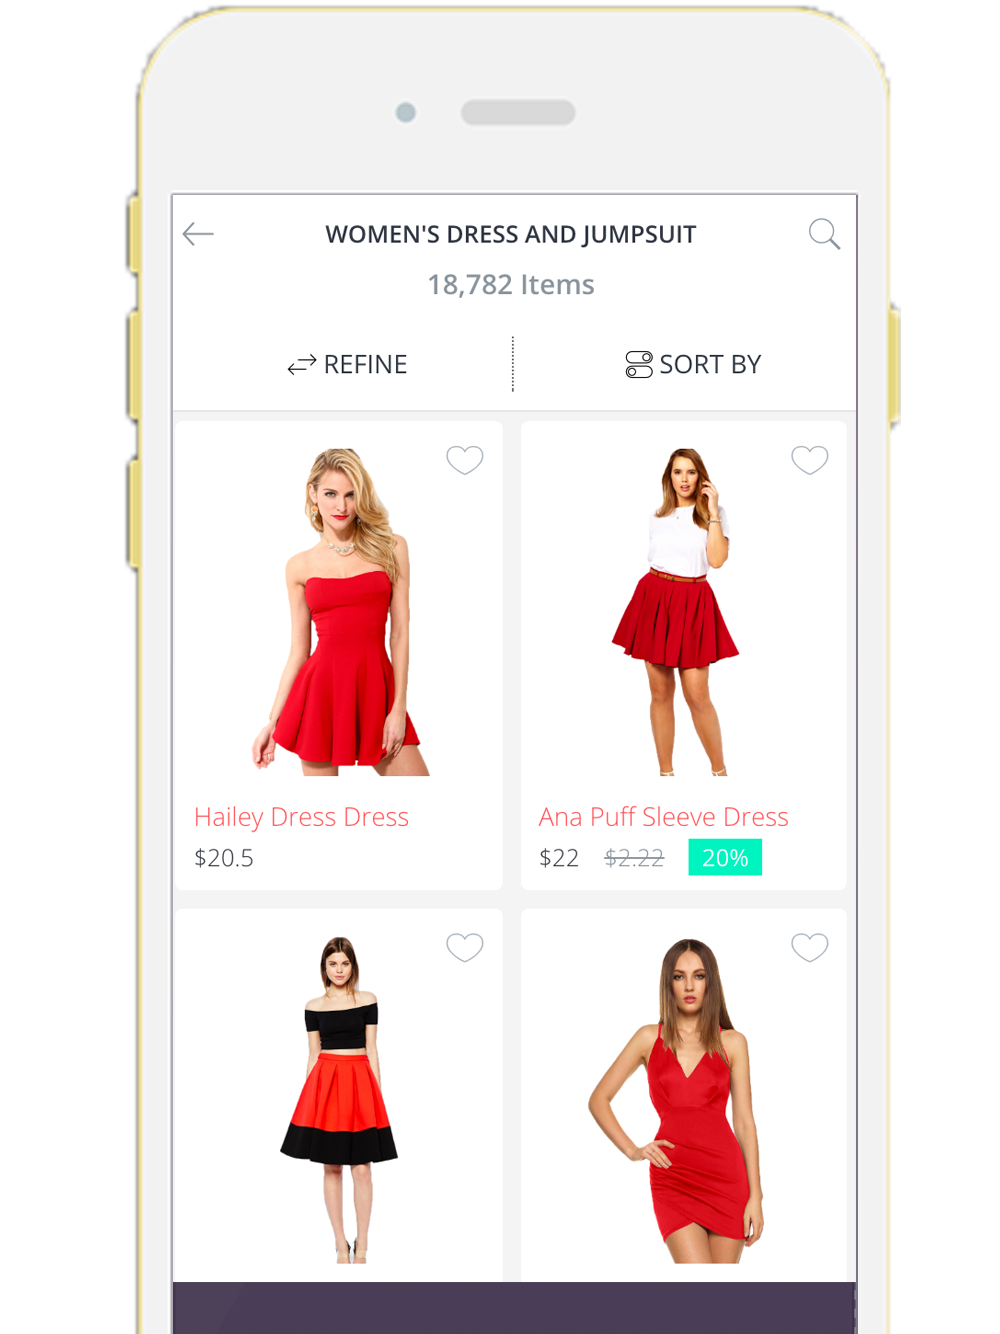 WOMEN'S DRESS AND JUMPSUIT
18,782 Items
REFINE
SORT BY
Hailey Dress Dress
$20.5
Ana Puff Sleeve Dress
$22 $2.22 20%